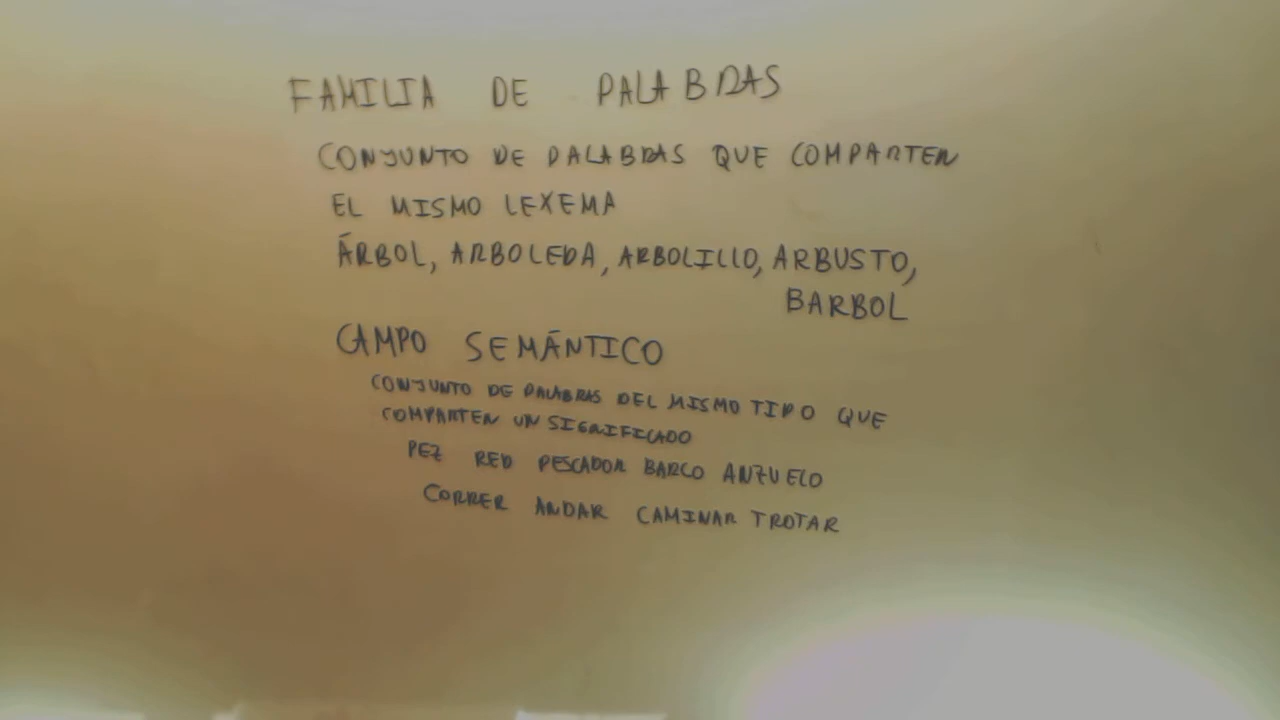 FAMILIA DE PALABRAS
CONJUNTO DE PALABRAS QUE COMPARTEN
EL MISMO LEXEMA
ÁRBOL, ARBOLEDA, ARBOLILLO, ARBUSTO,
BARBOL
CAMPO SEMÁNTICO
CONJUNTO DE PALABRAS DEL MISMO TIPO QUE
COMPARTEN UN SIGNIFICADO
PEZ RED PESCADOR BARCO ANZUELO
CORRER ANDAR CAMINAR TROTAR